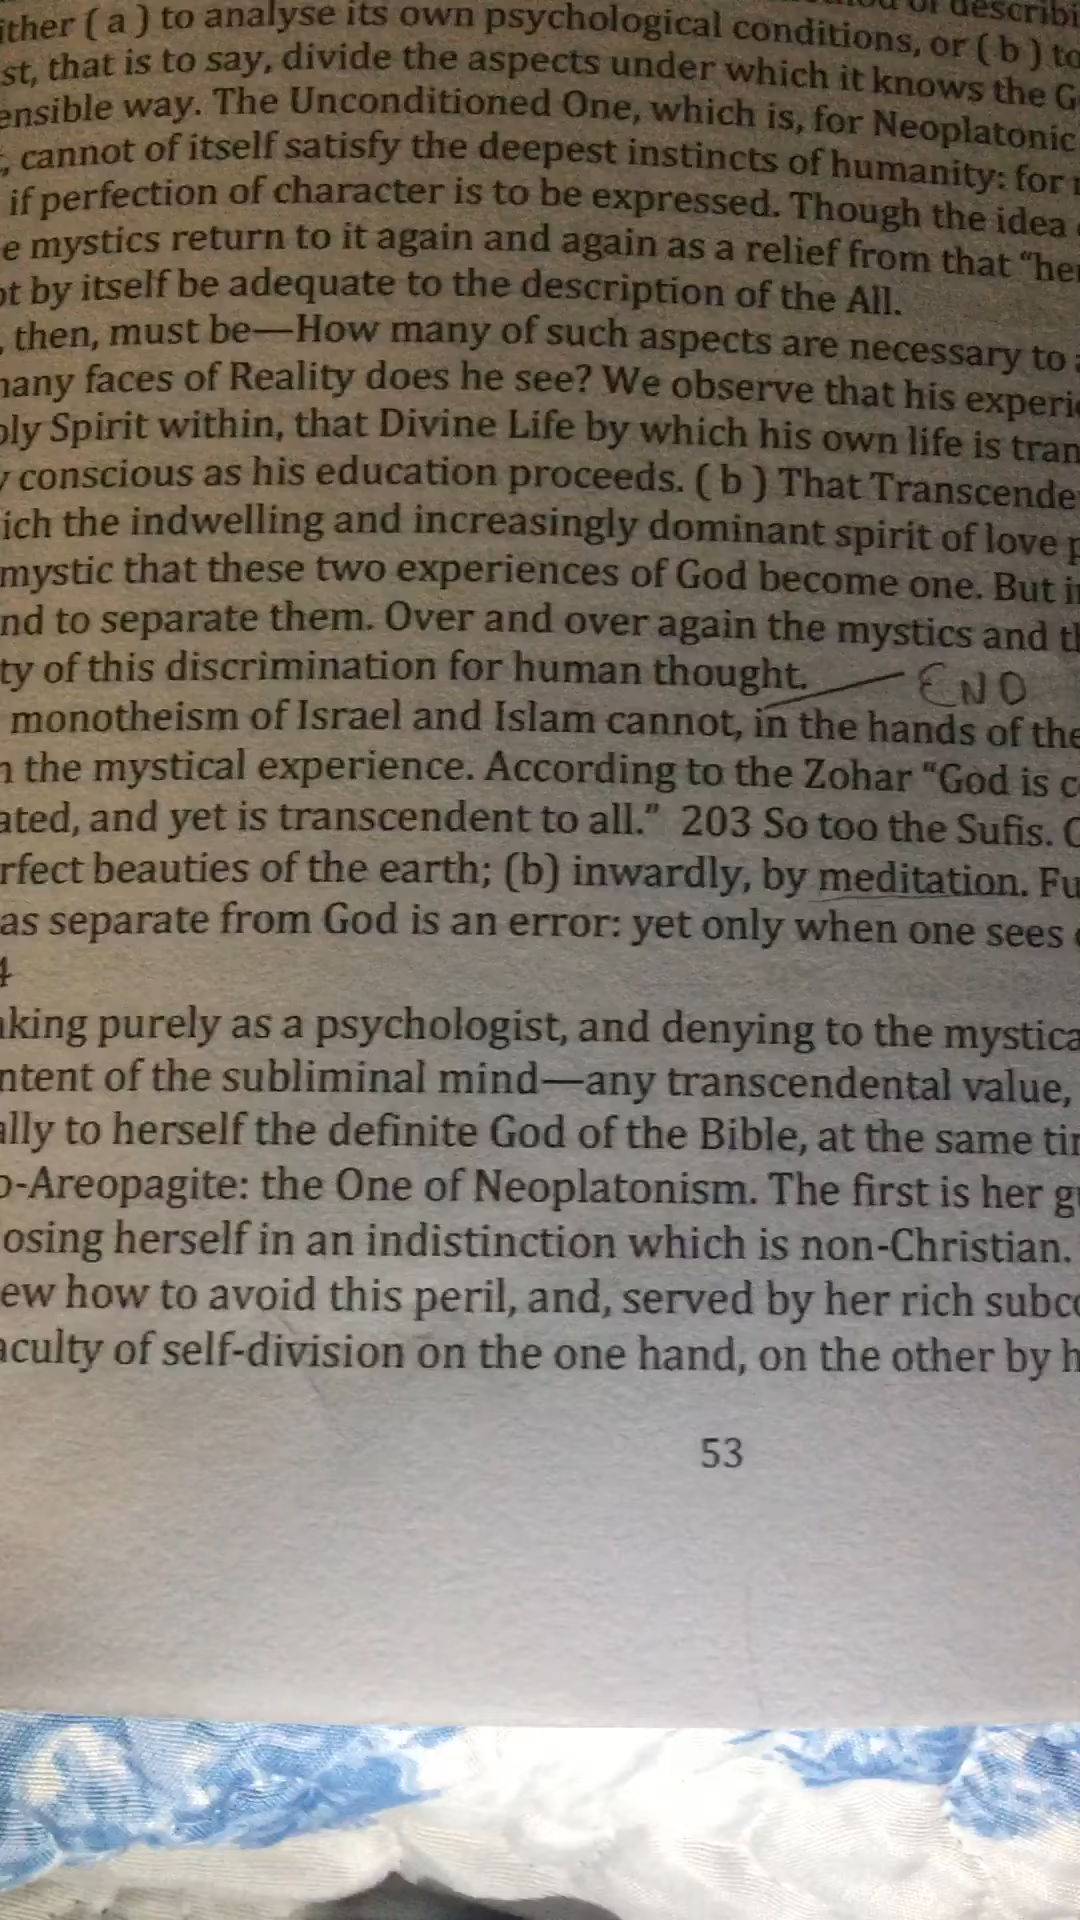 ither ( a ) to analyse its own psychological conditions, or ( b ) to
st, that is to say, divide the aspects under which it knows the G
ensible way. The Unconditioned One, which is, for Neoplatonic
, cannot of itself satisfy the deepest instincts of humanity: for
if perfection of character is to be expressed. Though the idea
e mystics return to it again and again as a relief from that “he
ot by itself be adequate to the description of the All.
, then, must be—How many of such aspects are necessary to
many faces of Reality does he see? We observe that his experi
oly Spirit within, that Divine Life by which his own life is tran
y conscious as his education proceeds. ( b ) That Transcende
ich the indwelling and increasingly dominant spirit of love p
mystic that these two experiences of God become one. But i
nd to separate them. Over and over again the mystics and t
ty of this discrimination for human thought. END
monotheism of Israel and Islam cannot, in the hands of the
n the mystical experience. According to the Zohar “God is c
ated, and yet is transcendent to all.” 203 So too the Sufis.
rfect beauties of the earth; (b) inwardly, by meditation. Fu
as separate from God is an error: yet only when one sees
4
aking purely as a psychologist, and denying to the mystica
ntent of the subliminal mind—any transcendental value,
ally to herself the definite God of the Bible, at the same ti
o-Areopagite: the One of Neoplatonism. The first is her g
osing herself in an indistinction which is non-Christian.
ew how to avoid this peril, and, served by her rich subco
aculty of self-division on the one hand, on the other by h
53